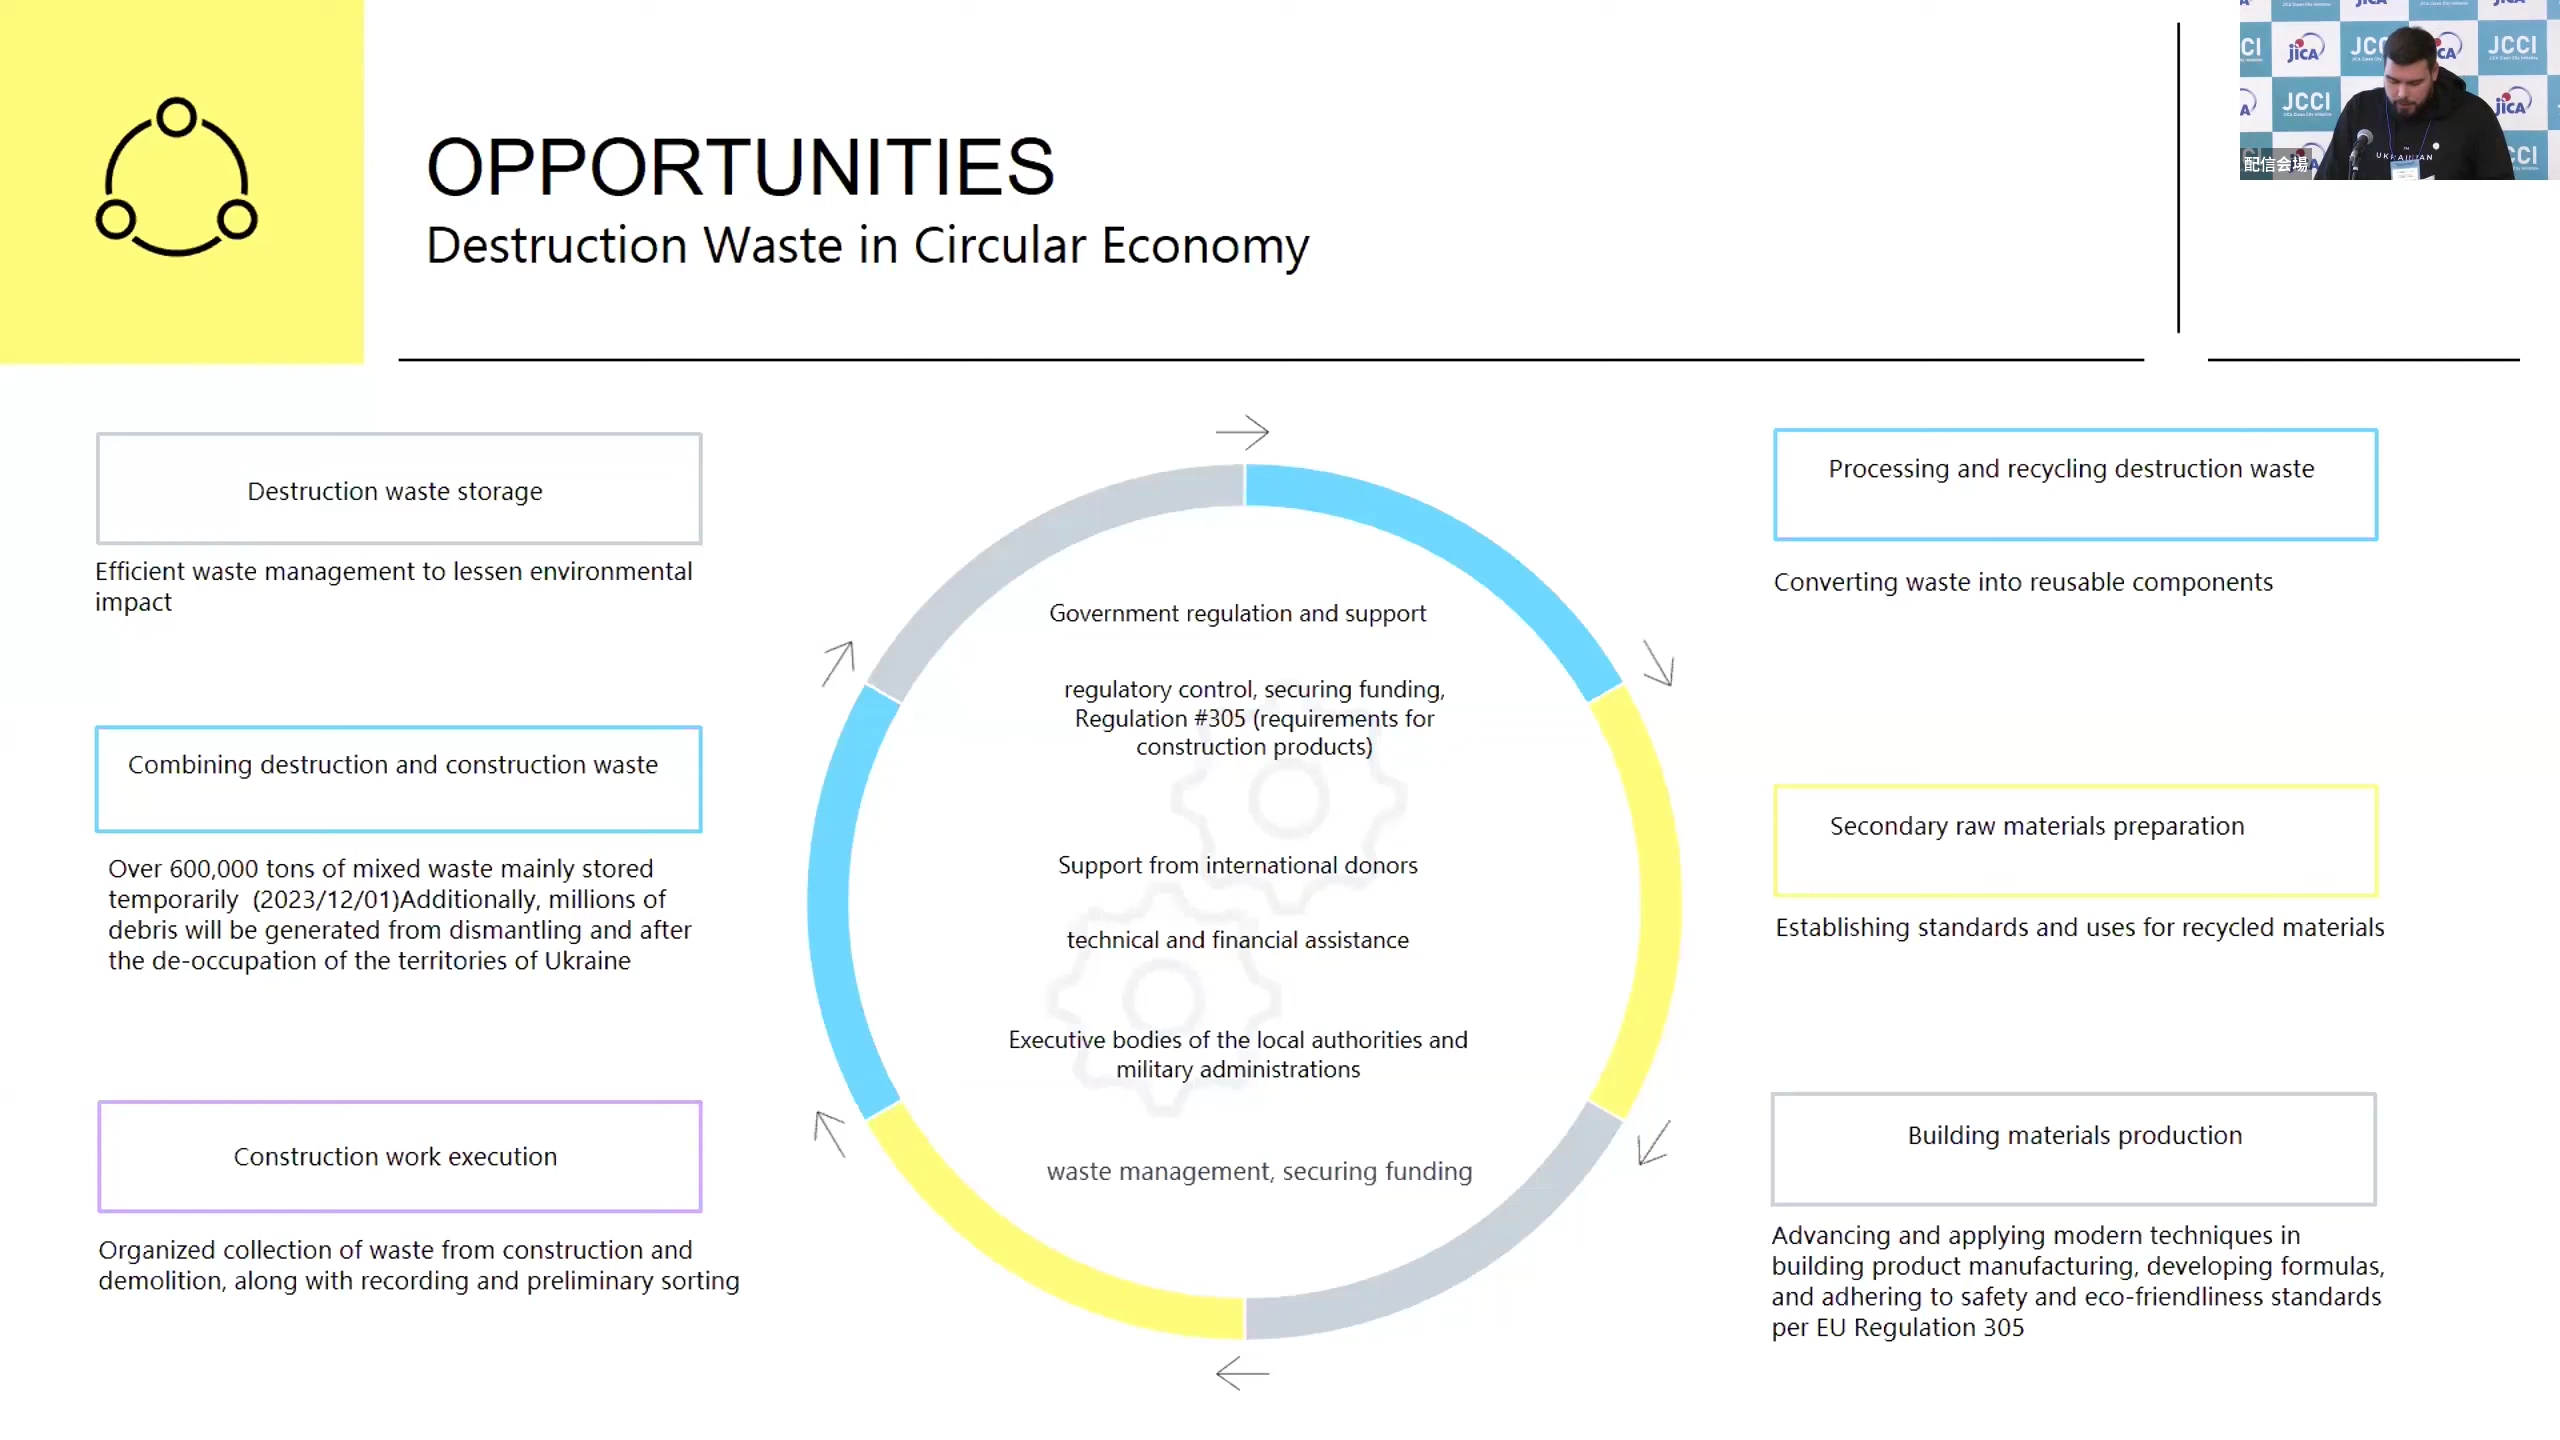 OPPORTUNITIES
Destruction Waste in Circular Economy
JICA
JCCI
JCCI
JICA
配信会場
UKRAINIAN
Destruction waste storage
Efficient waste management to lessen environmental
impact
Combining destruction and construction waste
Over 600,000 tons of mixed waste mainly stored
temporarily  (2023/12/01)Additionally, millions of
debris will be generated from dismantling and after
the de-occupation of the territories of Ukraine
Construction work execution
Organized collection of waste from construction and
demolition, along with recording and preliminary sorting
Government regulation and support
regulatory control, securing funding,
Regulation #305 (requirements for
construction products)
Support from international donors
technical and financial assistance
Executive bodies of the local authorities and
military administrations
waste management, securing funding
Processing and recycling destruction waste
Converting waste into reusable components
Secondary raw materials preparation
Establishing standards and uses for recycled materials
Building materials production
Advancing and applying modern techniques in
building product manufacturing, developing formulas,
and adhering to safety and eco-friendliness standards
per EU Regulation 305